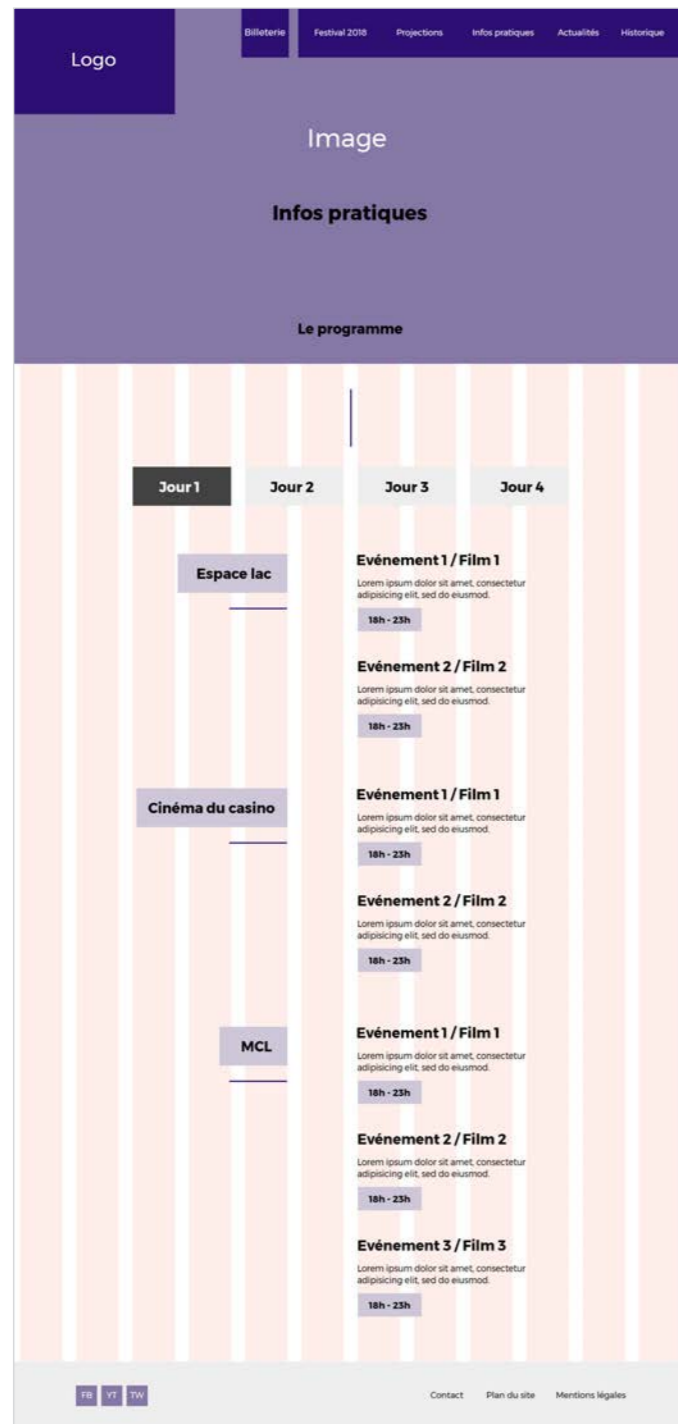 Logo
Billeterie
Festival 2018
Projections
Infos pratiques
Actualités
Historique
Image
Infos pratiques
Le programme
Jour 1
Jour 2
Jour 3
Jour 4
Espace lac
Evénement 1 / Film 1
Lorem ipsum dolor sit amet, consectetur
adipisicing elit, sed do eiusmod.
18h - 23h
Evénement 2 / Film 2
Lorem ipsum dolor sit amet, consectetur
adipisicing elit, sed do eiusmod.
18h - 23h
Cinéma du casino
Evénement 1 / Film 1
Lorem ipsum dolor sit amet, consectetur
adipisicing elit, sed do eiusmod.
18h - 23h
Evénement 2 / Film 2
Lorem ipsum dolor sit amet, consectetur
adipisicing elit, sed do eiusmod.
18h - 23h
MCL
Evénement 1 / Film 1
Lorem ipsum dolor sit amet, consectetur
adipisicing elit, sed do eiusmod.
18h - 23h
Evénement 2 / Film 2
Lorem ipsum dolor sit amet, consectetur
adipisicing elit, sed do eiusmod.
18h - 23h
Evénement 3 / Film 3
Lorem ipsum dolor sit amet, consectetur
adipisicing elit, sed do eiusmod.
18h - 23h
FB
YT
TW
Contact
Plan du site
Mentions légales